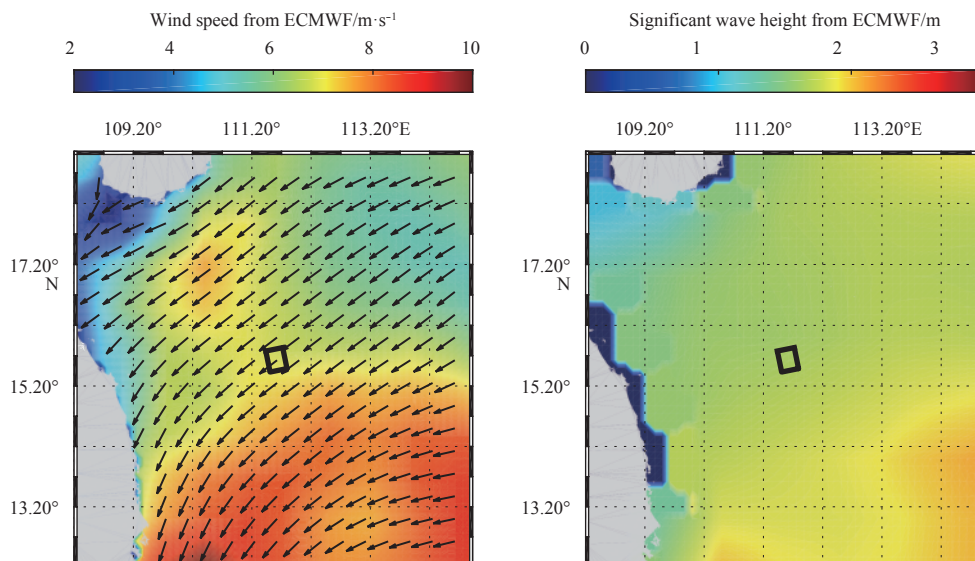 Wind speed from ECMWF/m·s⁻¹
2 4 6 8 10
109.20° 111.20° 113.20°E
17.20°
N
15.20°
13.20°
Significant wave height from ECMWF/m
0 1 2 3
109.20° 111.20° 113.20°E
17.20°
N
15.20°
13.20°